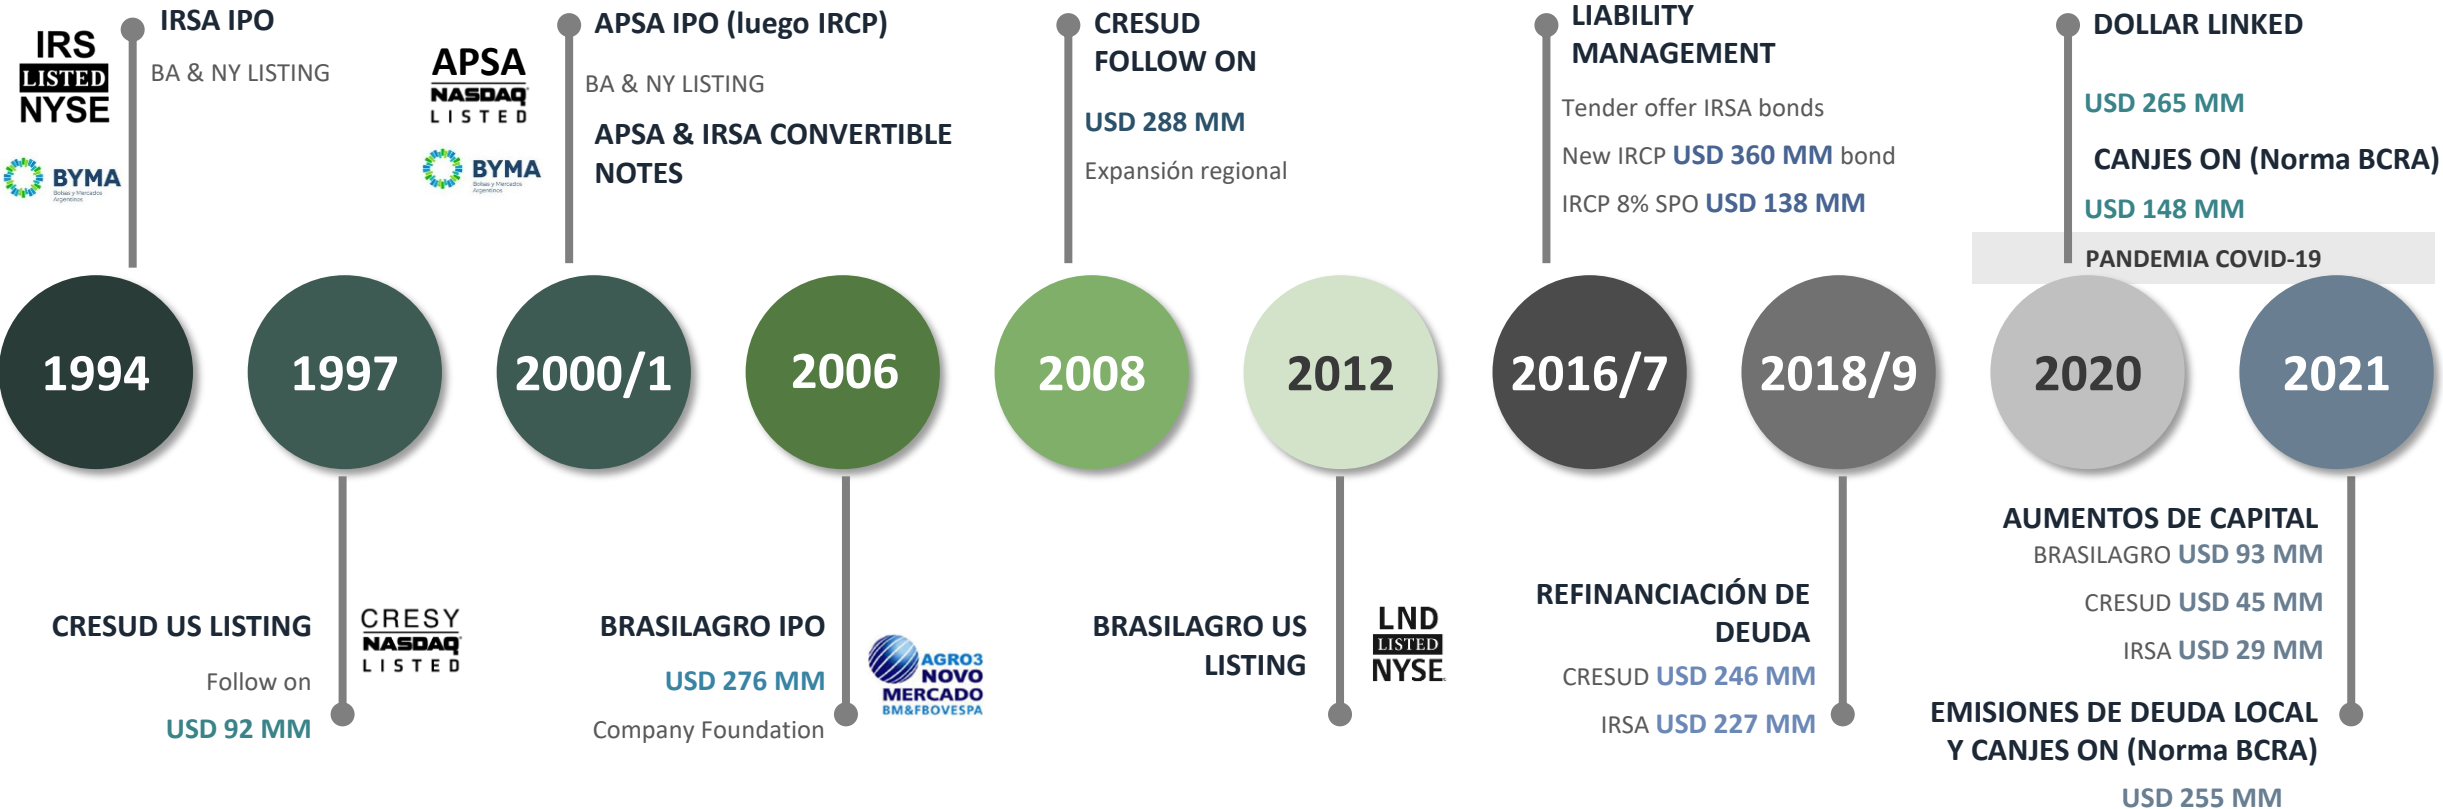 IRS
LISTED
NYSE
BYMA
Bolsas y Mercados
Argentinos
IRSA IPO
BA & NY LISTING
APSA
NASDAQ
LISTED
BYMA
Bolsas y Mercados
Argentinos
APSA IPO (luego IRCP)
BA & NY LISTING
APSA & IRSA CONVERTIBLE
NOTES
CRESUD
FOLLOW ON
USD 288 MM
Expansión regional
LIABILITY
MANAGEMENT
Tender offer IRSA bonds
New IRCP USD 360 MM bond
IRCP 8% SPO USD 138 MM
DOLLAR LINKED
USD 265 MM
CANJES ON (Norma BCRA)
USD 148 MM
PANDEMIA COVID-19
1994
1997
2000/1
2006
2008
2012
2016/7
2018/9
2020
2021
CRESUD US LISTING
Follow on
USD 92 MM
CRESY
NASDAQ
LISTED
BRASILAGRO IPO
USD 276 MM
Company Foundation
AGRO3
NOVO
MERCADO
BM&FBOVESPA
BRASILAGRO US
LISTING
LND
LISTED
NYSE.
REFINANCIACIÓN DE
DEUDA
CRESUD USD 246 MM
IRSA USD 227 MM
AUMENTOS DE CAPITAL
BRASILAGRO USD 93 MM
CRESUD USD 45 MM
IRSA USD 29 MM
EMISIONES DE DEUDA LOCAL
Y CANJES ON (Norma BCRA)
USD 255 MM